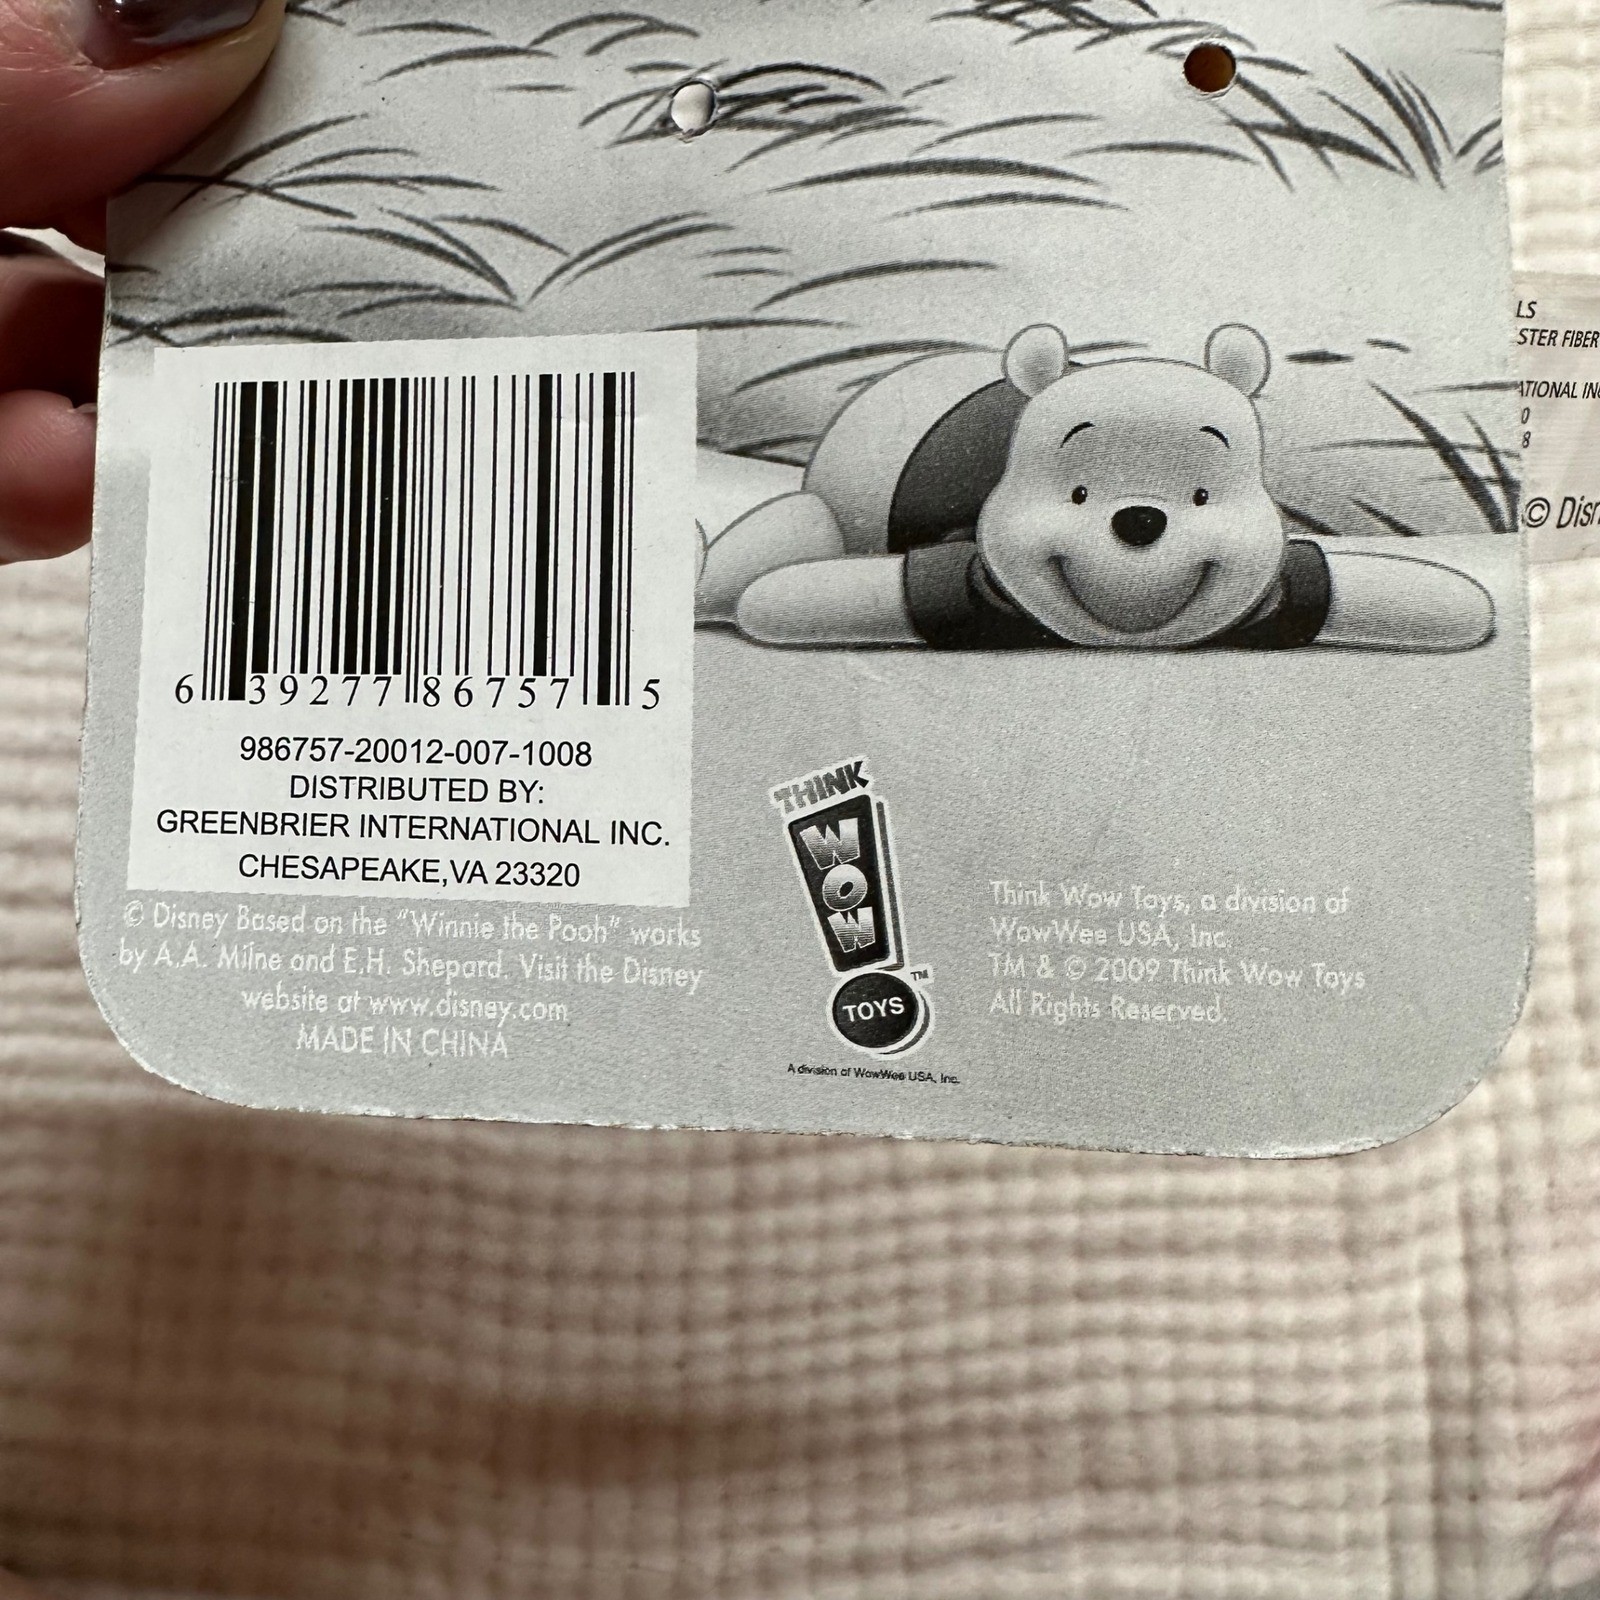 6 39277 86757 5
986757-20012-007-1008
DISTRIBUTED BY:
GREENBRIER INTERNATIONAL INC.
CHESAPEAKE,VA 23320
© Disney Based on the "Winnie the Pooh" works
by A.A. Milne and E.H. Shepard. Visit the Disney
website at www.disney.com
MADE IN CHINA
THINK
WOW
TOYS
TM
A division of WowWee USA, Inc.
Think Wow Toys, a division of
WowWee USA, Inc.
TM & © 2009 Think Wow Toys
All Rights Reserved.
LS
STER FIBER
ATIONAL INC
0
8
© Disn